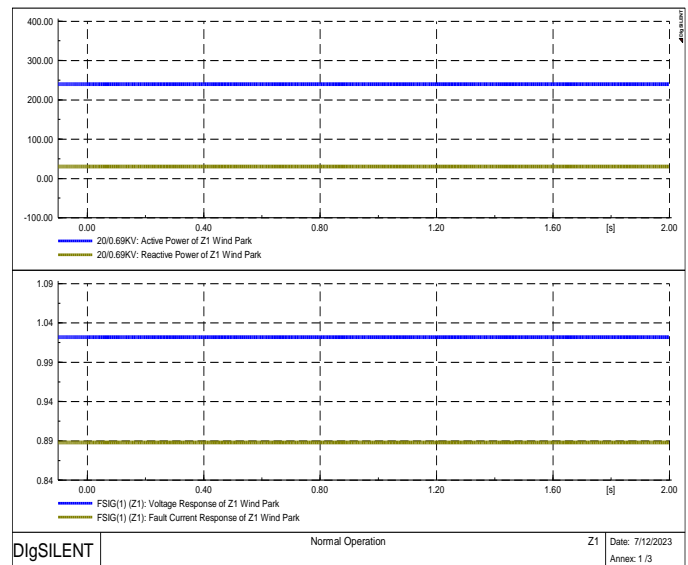 DIgSILENT
400.00
300.00
200.00
100.00
0.00
-100.00
0.00 0.40 0.80 1.20 1.60 [s] 2.00
20/0.69KV: Active Power of Z1 Wind Park
20/0.69KV: Reactive Power of Z1 Wind Park
1.09
1.04
0.99
0.94
0.89
0.84
0.00 0.40 0.80 1.20 1.60 [s] 2.00
FSIG(1) (Z1): Voltage Response of Z1 Wind Park
FSIG(1) (Z1): Fault Current Response of Z1 Wind Park
DIgSILENT
Normal Operation
Z1
Date: 7/12/2023
Annex: 1 /3